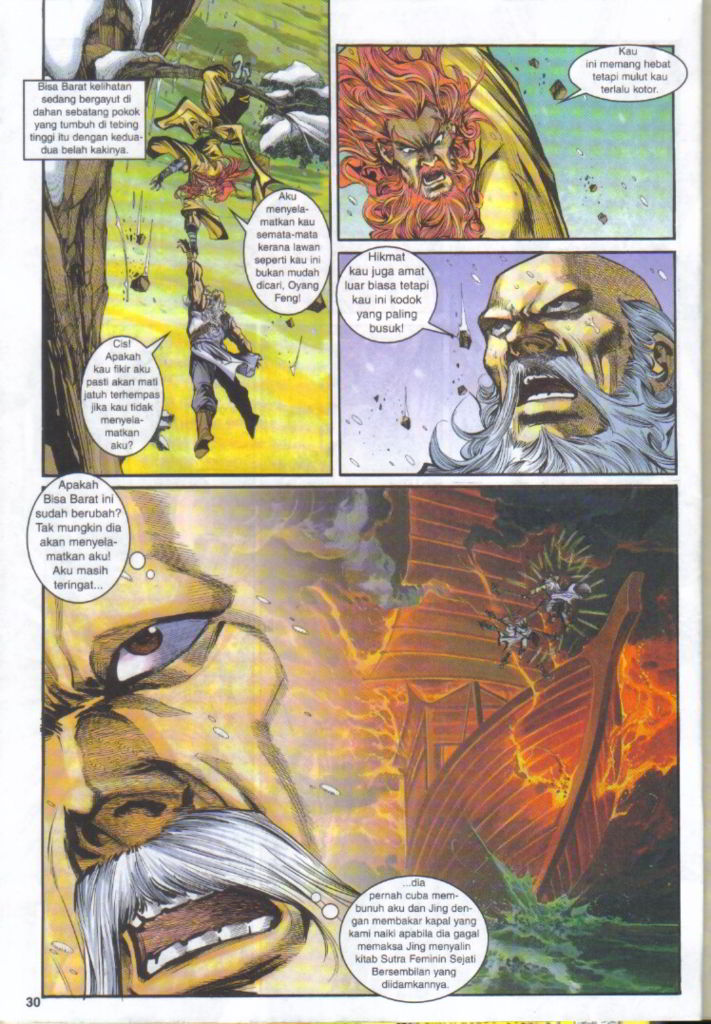 Bisa Barat kelihatan
sedang bergayut di
dahan sebatang pokok
yang tumbuh di tebing
tinggi itu dengan kedua-
dua belah kakinya.
Aku
menyela-
matkan kau
semata-mata
kerana lawan
seperti kau ini
bukan mudah
dicari, Oyang
Feng!
Cis!
Apakah
kau fikir aku
pasti akan mati
jatuh terhempas
jika kau tidak
menyela-
matkan
aku?
Kau
ini memang hebat
tetapi mulut kau
terlalu kotor.
Hikmat
kau juga amat
luar biasa tetapi
kau ini kodok
yang paling
busuk!
Apakah
Bisa Barat ini
sudah berubah?
Tak mungkin dia
akan menyela-
matkan aku!
Aku masih
teringat...
...dia
pernah cuba mem-
bunuh aku dan Jing den-
gan membakar kapal yang
kami naiki apabila dia gagal
memaksa Jing menyalin
kitab Sutra Feminin Sejati
Bersembilan yang
diidamkannya.
30